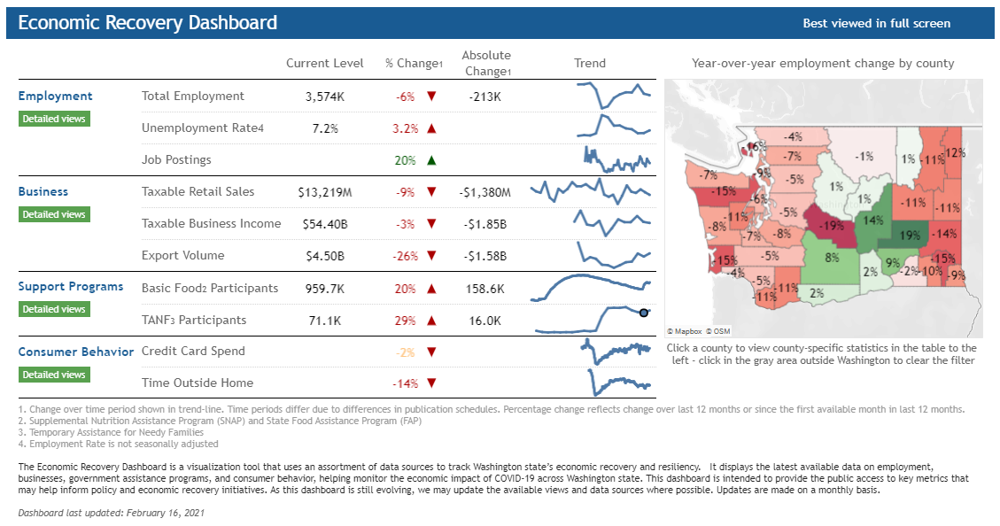 Economic Recovery Dashboard
Best viewed in full screen
Current Level
% Change1
Absolute
Change1
Trend
Year-over-year employment change by county
Employment
Detailed views
Total Employment 3,574K -6% ▼ -213K
Unemployment Rate4 7.2% 3.2% ▲
Job Postings 20% ▲
Business
Detailed views
Taxable Retail Sales $13,219M -9% ▼ -$1,380M
Taxable Business Income $54.40B -3% ▼ -$1.85B
Export Volume $4.50B -26% ▼ -$1.58B
Support Programs
Detailed views
Basic Food2 Participants 959.7K 20% ▲ 158.6K
TANF3 Participants 71.1K 29% ▲ 16.0K
Consumer Behavior
Detailed views
Credit Card Spend -2% ▼
Time Outside Home -14% ▼
-4%
-16%
-7%
-1%
1%
-11%
12%
-7%
-9%
-5%
-15%
1%
-6%
1%
-11%
-11%
-11%
-5%
14%
-8%
-19%
-7%
-8%
19%
-14%
-15%
-5%
8%
9%
-15%
-4%
2%
-2%
-10%
-9%
-5%
-11%
-11%
2%
© Mapbox © OSM
Click a county to view county-specific statistics in the table to the
left - click in the gray area outside Washington to clear the filter
1. Change over time period shown in trend-line. Time periods differ due to differences in publication schedules. Percentage change reflects change over last 12 months or since the first available month in last 12 months.
2. Supplemental Nutrition Assistance Program (SNAP) and State Food Assistance Program (FAP)
3. Temporary Assistance for Needy Families
4. Employment Rate is not seasonally adjusted
The Economic Recovery Dashboard is a visualization tool that uses an assortment of data sources to track Washington state's economic recovery and resiliency. It displays the latest available data on employment,
businesses, government assistance programs, and consumer behavior, helping monitor the economic impact of COVID-19 across Washington state. This dashboard is intended to provide the public access to key metrics that
may help inform policy and economic recovery initiatives. As this dashboard is still evolving, we may update the available views and data sources where possible. Updates are made on a monthly basis.
Dashboard last updated: February 16, 2021